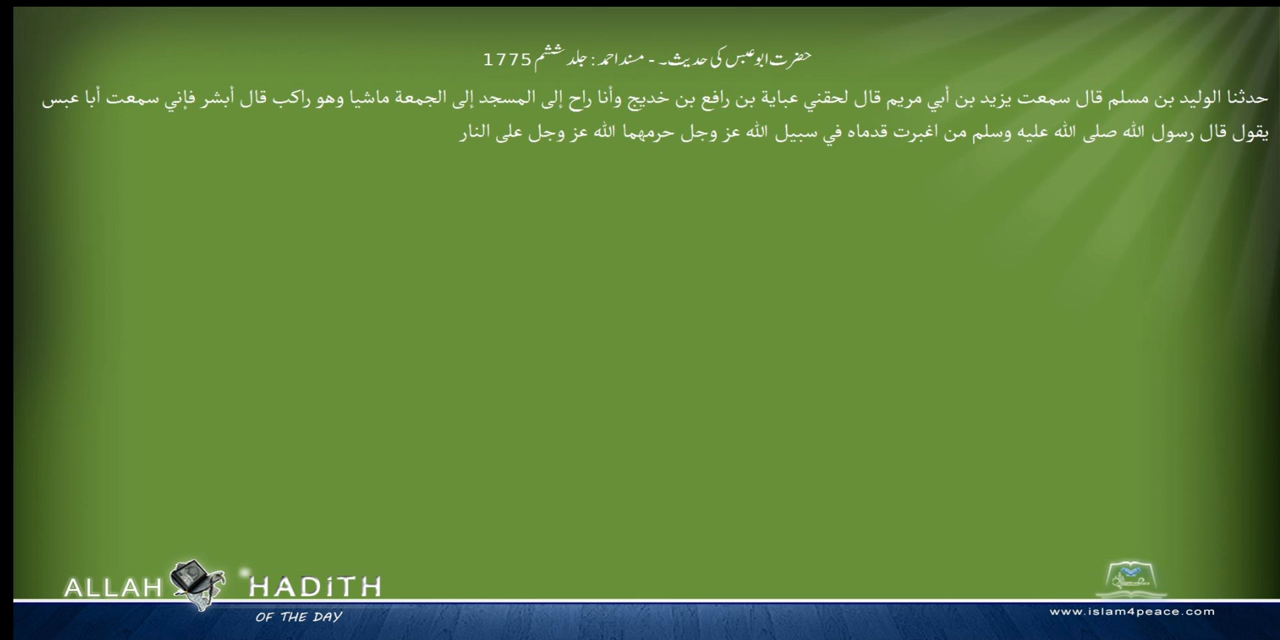 حضرت ابوعبس کی حدیث۔ - مسند احمد : جلد ششم 1775
حدثنا الوليد بن مسلم قال سمعت يزيد بن أبي مريم قال لحقني عباية بن رافع بن خديج وأنا راح إلى المسجد إلى الجمعة ماشيا وهو راكب قال أبشر فإني سمعت أبا عبس
يقول قال رسول الله صلى الله عليه وسلم من اغبرت قدماه في سبيل الله عز وجل حرمهما الله عز وجل على النار
ALLAH HADITH
OF THE DAY
www.islam4peace.com